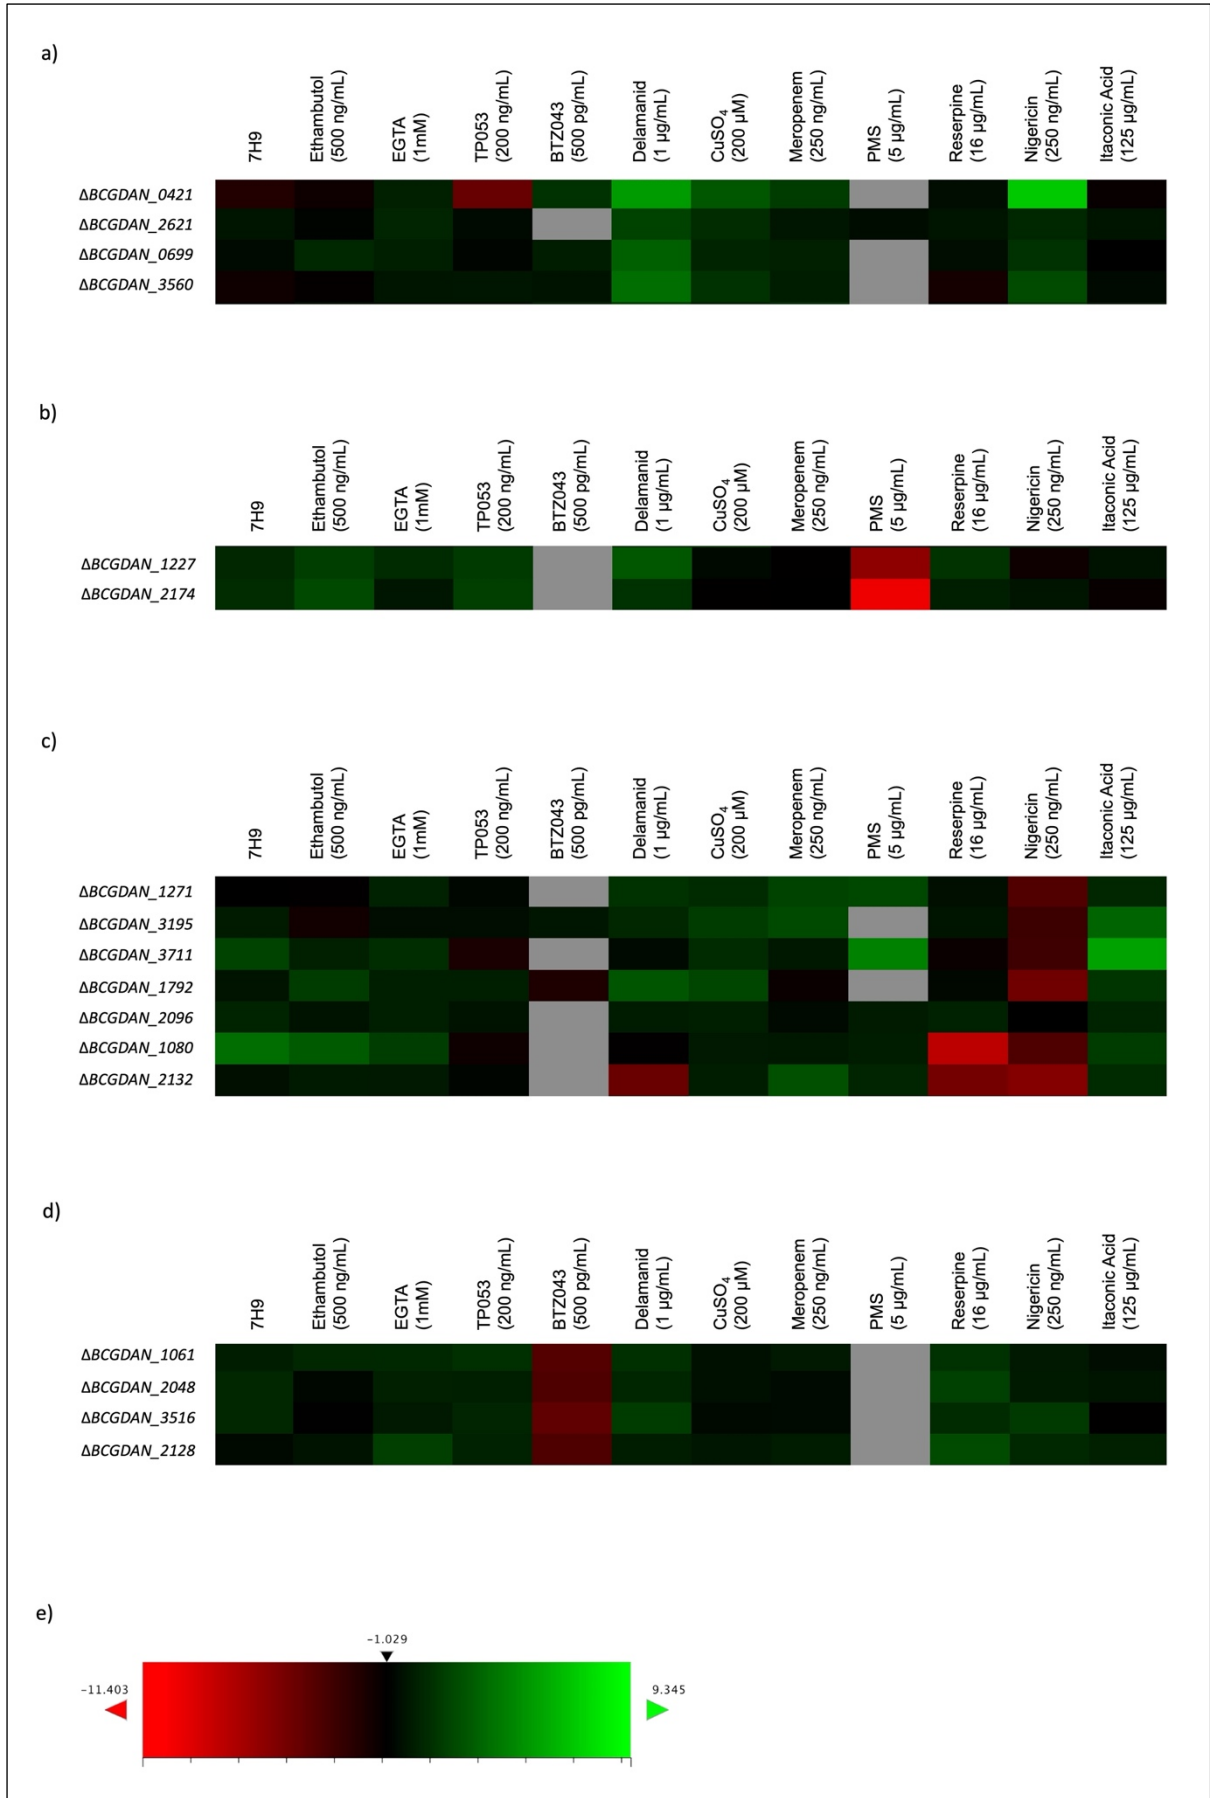 a)
7H9
Ethambutol
(500 ng/mL)
EGTA
(1mM)
TP053
(200 ng/mL)
BTZ043
(500 pg/mL)
Delamanid
(1 µg/mL)
CuSO₄
(200 µM)
Meropenem
(250 ng/mL)
PMS
(5 µg/mL)
Reserpine
(16 µg/mL)
Nigericin
(250 ng/mL)
Itaconic Acid
(125 µg/mL)
ΔBCGDAN_0421
ΔBCGDAN_2621
ΔBCGDAN_0699
ΔBCGDAN_3560
b)
7H9
Ethambutol
(500 ng/mL)
EGTA
(1mM)
TP053
(200 ng/mL)
BTZ043
(500 pg/mL)
Delamanid
(1 µg/mL)
CuSO₄
(200 µM)
Meropenem
(250 ng/mL)
PMS
(5 µg/mL)
Reserpine
(16 µg/mL)
Nigericin
(250 ng/mL)
Itaconic Acid
(125 µg/mL)
ΔBCGDAN_1227
ΔBCGDAN_2174
c)
7H9
Ethambutol
(500 ng/mL)
EGTA
(1mM)
TP053
(200 ng/mL)
BTZ043
(500 pg/mL)
Delamanid
(1 µg/mL)
CuSO₄
(200 µM)
Meropenem
(250 ng/mL)
PMS
(5 µg/mL)
Reserpine
(16 µg/mL)
Nigericin
(250 ng/mL)
Itaconic Acid
(125 µg/mL)
ΔBCGDAN_1271
ΔBCGDAN_3195
ΔBCGDAN_3711
ΔBCGDAN_1792
ΔBCGDAN_2096
ΔBCGDAN_1080
ΔBCGDAN_2132
d)
7H9
Ethambutol
(500 ng/mL)
EGTA
(1mM)
TP053
(200 ng/mL)
BTZ043
(500 pg/mL)
Delamanid
(1 µg/mL)
CuSO₄
(200 µM)
Meropenem
(250 ng/mL)
PMS
(5 µg/mL)
Reserpine
(16 µg/mL)
Nigericin
(250 ng/mL)
Itaconic Acid
(125 µg/mL)
ΔBCGDAN_1061
ΔBCGDAN_2048
ΔBCGDAN_3516
ΔBCGDAN_2128
e)
−1.029
−11.403
9.345